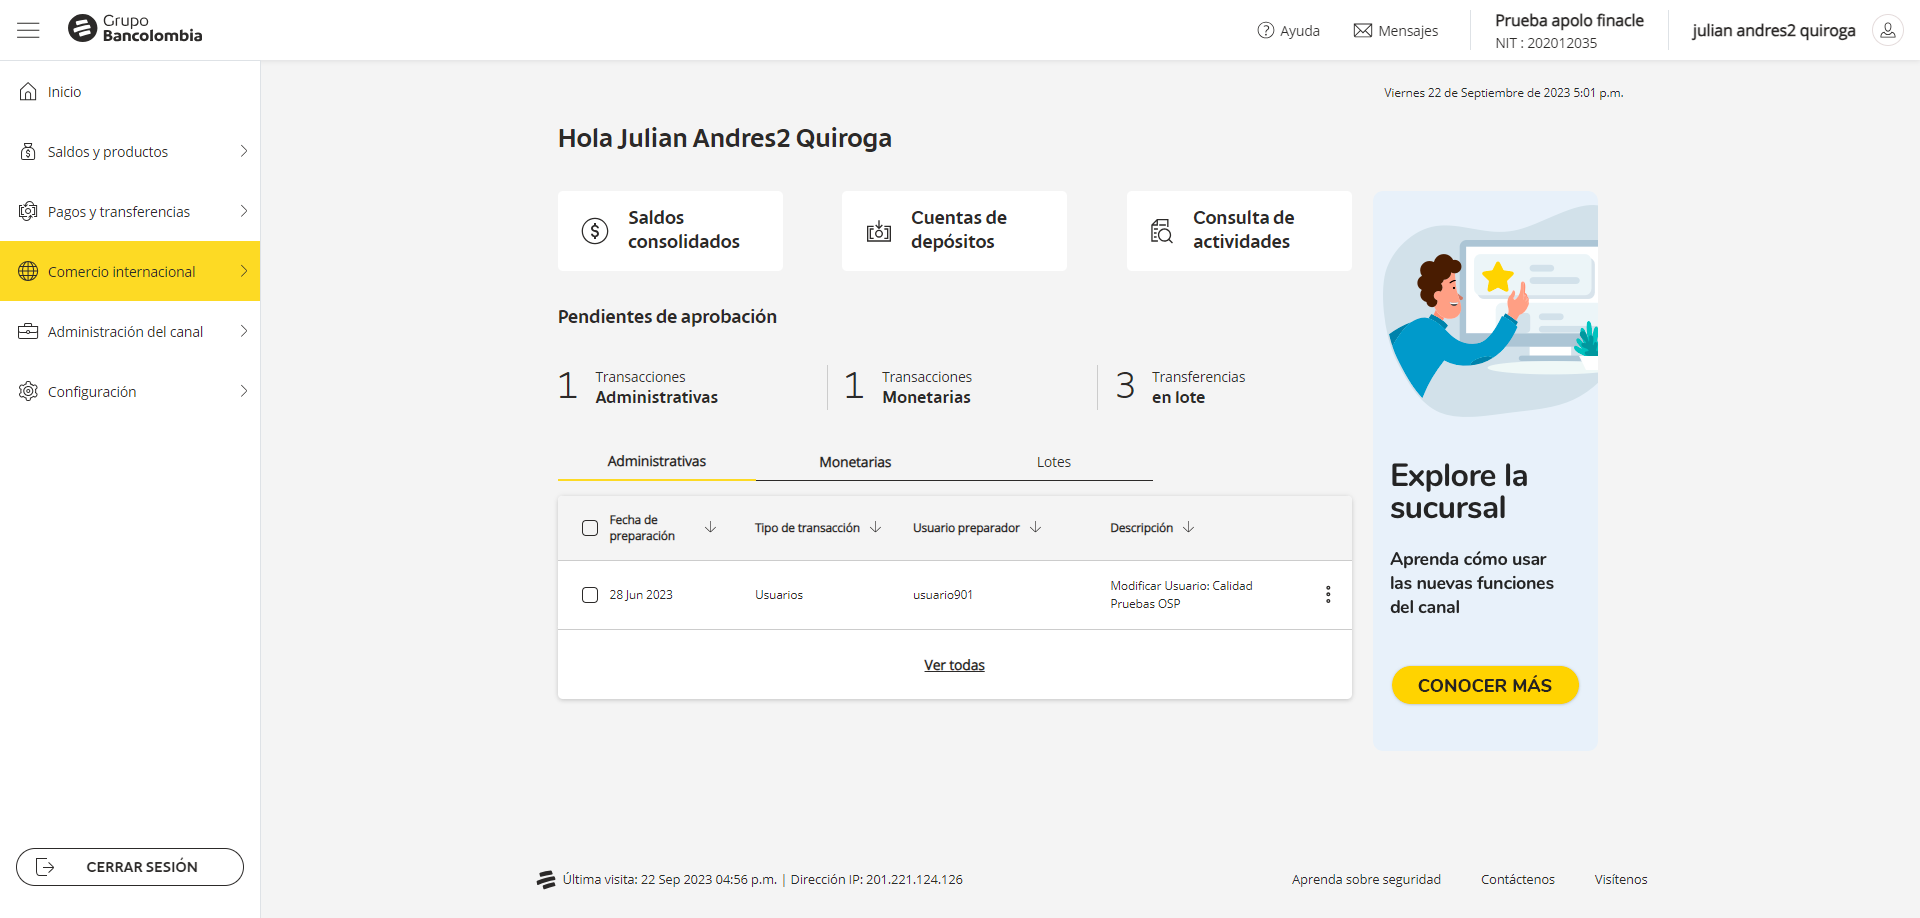 Grupo
Bancolombia
Ayuda
Mensajes
Prueba apolo finacle
NIT : 202012035
julian andres2 quiroga
Inicio
Saldos y productos
Pagos y transferencias
Comercio internacional
Administración del canal
Configuración
CERRAR SESIÓN
Viernes 22 de Septiembre de 2023 5:01 p.m.
Hola Julian Andres2 Quiroga
Saldos
consolidados
Cuentas de
depósitos
Consulta de
actividades
Pendientes de aprobación
1 Transacciones
Administrativas
1 Transacciones
Monetarias
3 Transferencias
en lote
Administrativas Monetarias Lotes
Fecha de
preparación
Tipo de transacción
Usuario preparador
Descripción
28 Jun 2023
Usuarios
usuario901
Modificar Usuario: Calidad
Pruebas OSP
Ver todas
Explore la
sucursal
Aprenda cómo usar
las nuevas funciones
del canal
CONOCER MÁS
Última visita: 22 Sep 2023 04:56 p.m. | Dirección IP: 201.221.124.126
Aprenda sobre seguridad
Contáctenos
Visítenos